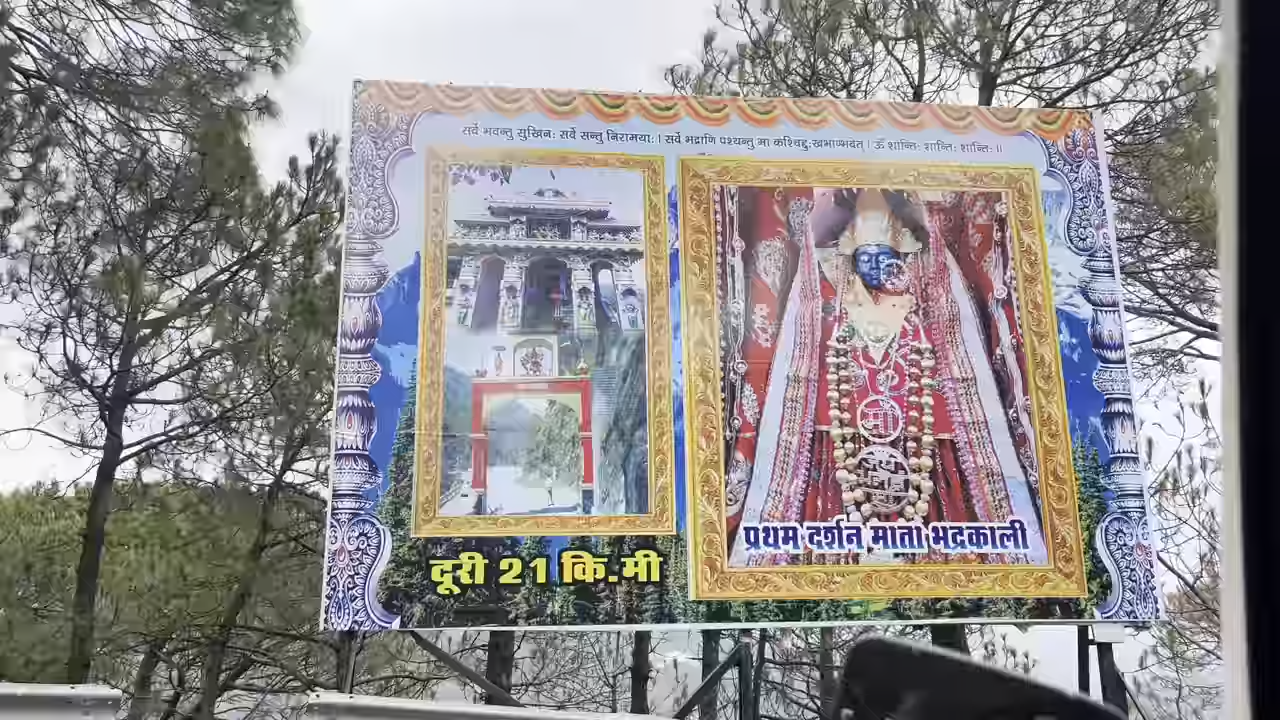 सर्वे भवन्तु सुखिनः सर्वे सन्तु निरामयाः। सर्वे भद्राणि पश्यन्तु मा कश्चिद्दुःखभाग्भवेत्। ॐ शान्तिः शान्तिः शान्तिः॥
माँ
प्रथम दर्शन माता भद्रकाली
दूरी 21 कि.मी